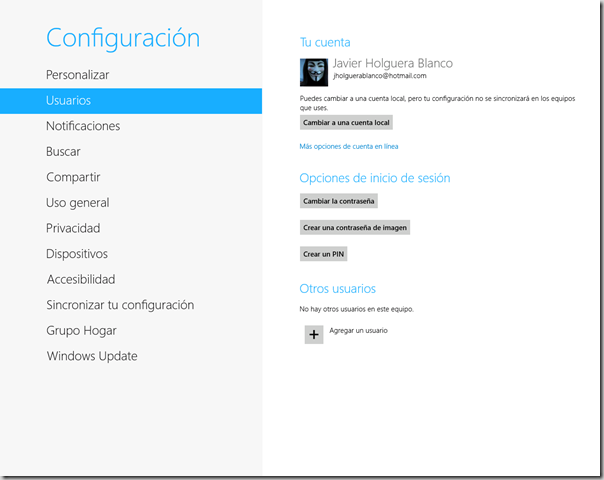 Configuración
Personalizar
Usuarios
Notificaciones
Buscar
Compartir
Uso general
Privacidad
Dispositivos
Accesibilidad
Sincronizar tu configuración
Grupo Hogar
Windows Update
Tu cuenta
Javier Holguera Blanco
jholguerablanco@hotmail.com
Puedes cambiar a una cuenta local, pero tu configuración no se sincronizará en los equipos
que uses.
Cambiar a una cuenta local
Más opciones de cuenta en línea
Opciones de inicio de sesión
Cambiar la contraseña
Crear una contraseña de imagen
Crear un PIN
Otros usuarios
No hay otros usuarios en este equipo.
Agregar un usuario